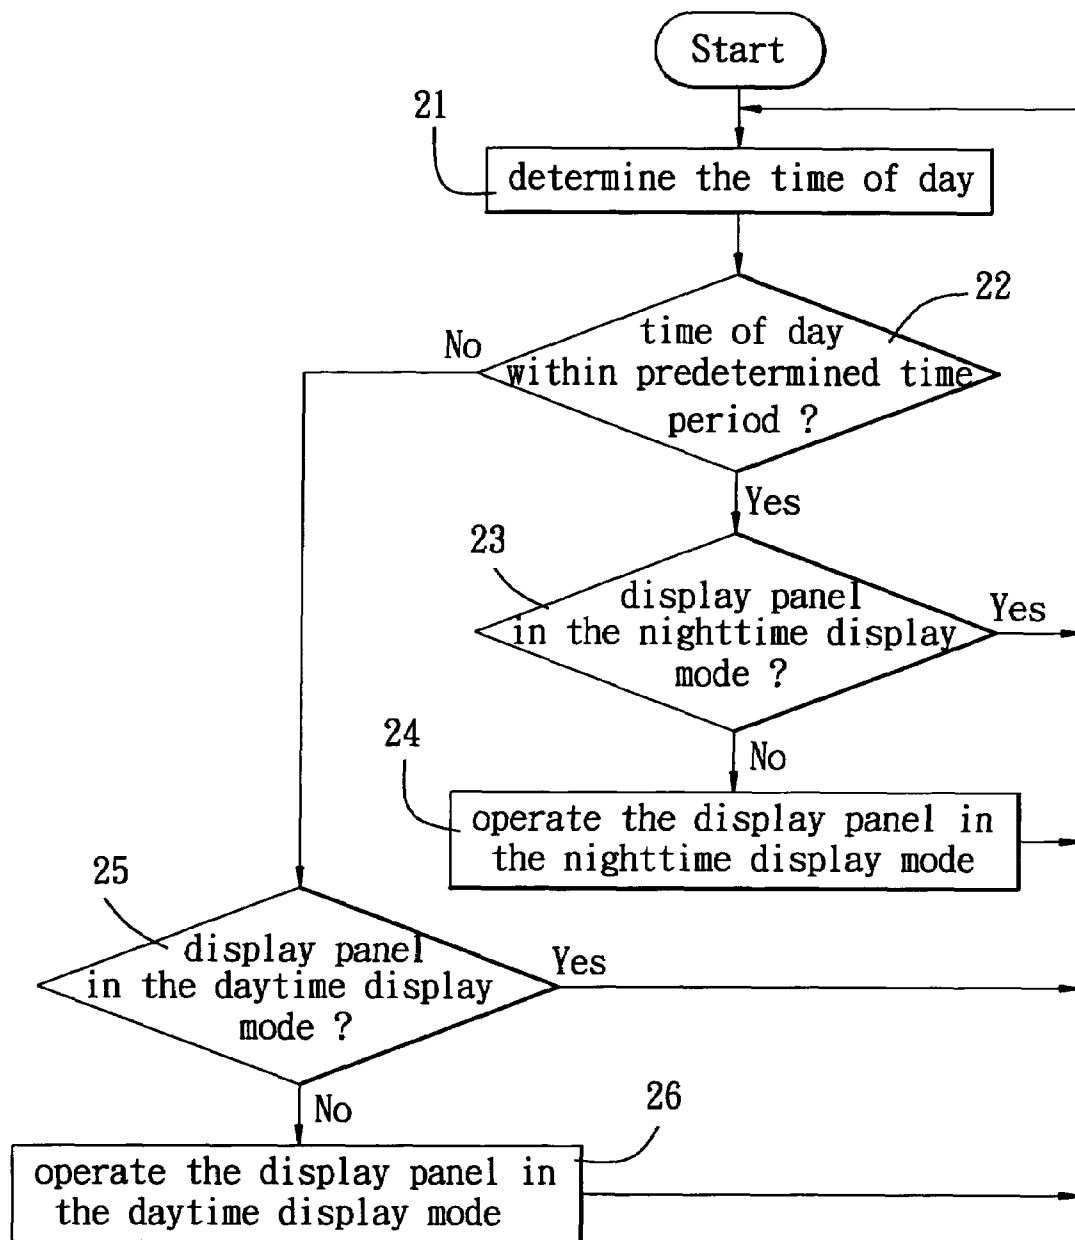 Start
21
determine the time of day
22
time of day
within predetermined time
period ?
No
Yes
23
display panel
in the nighttime display
mode ?
Yes
No
24
operate the display panel in
the nighttime display mode
25
display panel
in the daytime display
mode ?
Yes
No
26
operate the display panel in
the daytime display mode